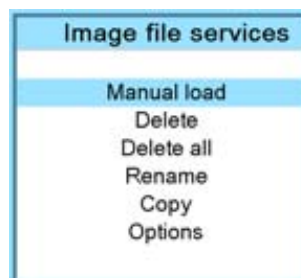 Image file services
Manual load
Delete
Delete all
Rename
Copy
Options